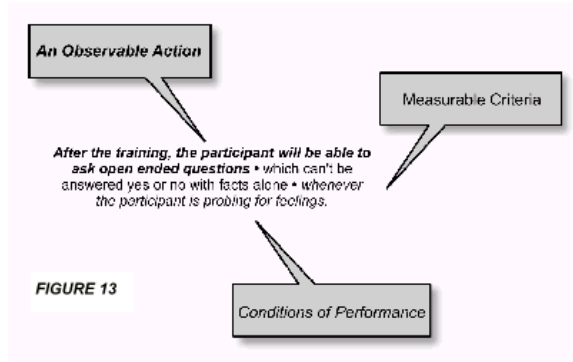 An Observable Action
Measurable Criteria
After the training, the participant will be able to
ask open ended questions • which can't be
answered yes or no with facts alone • whenever
the participant is probing for feelings.
FIGURE 13
Conditions of Performance